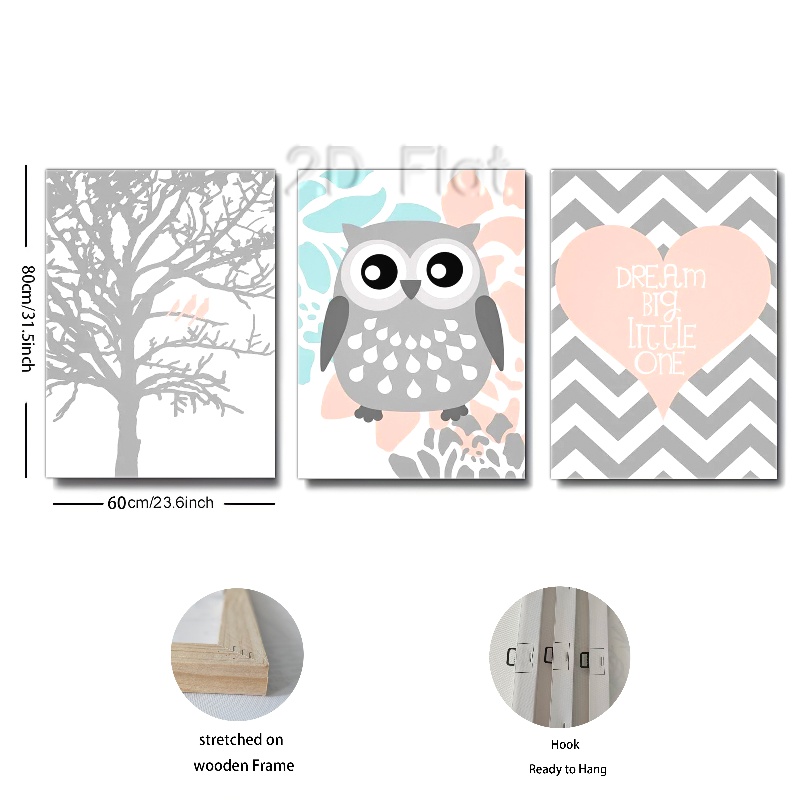 2D Flat
80cm/31.5inch
DREAM
BIG,
LITTLE
ONE
60cm/23.6inch
stretched on
wooden Frame
Hook
Ready to Hang